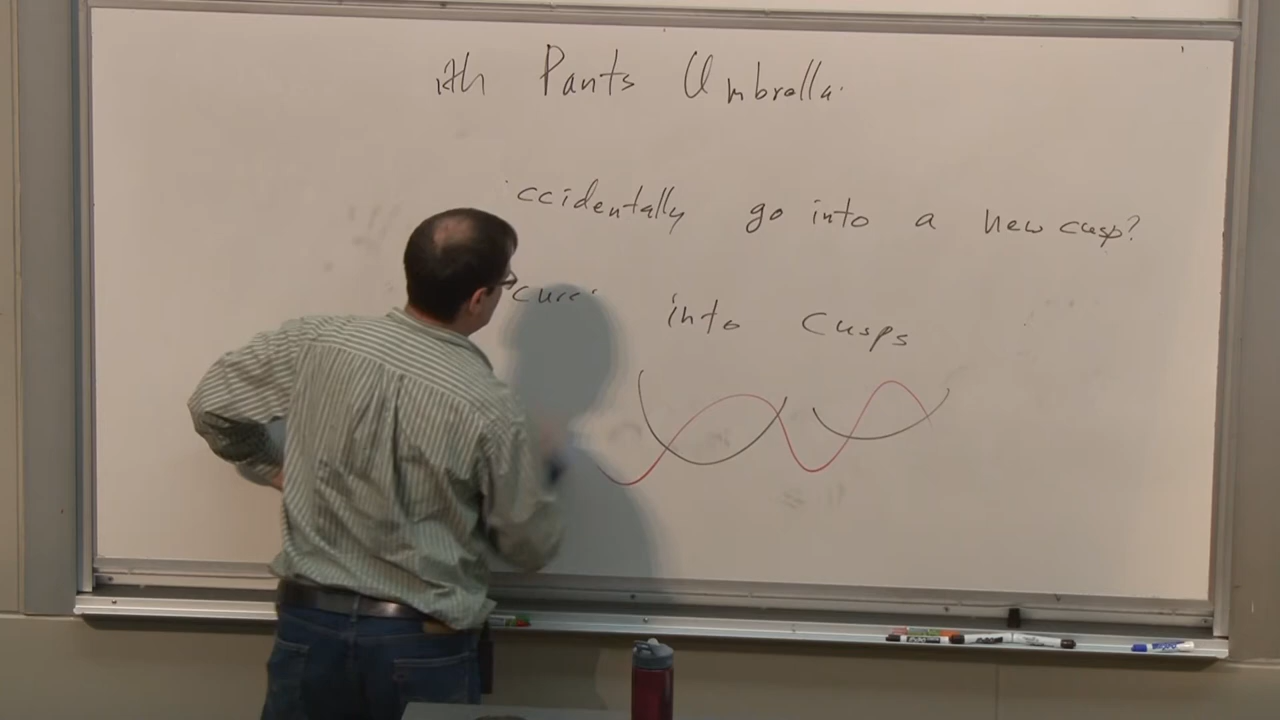 ith Pants Umbrella.
ccidentally go into a new cusp?
into cusps